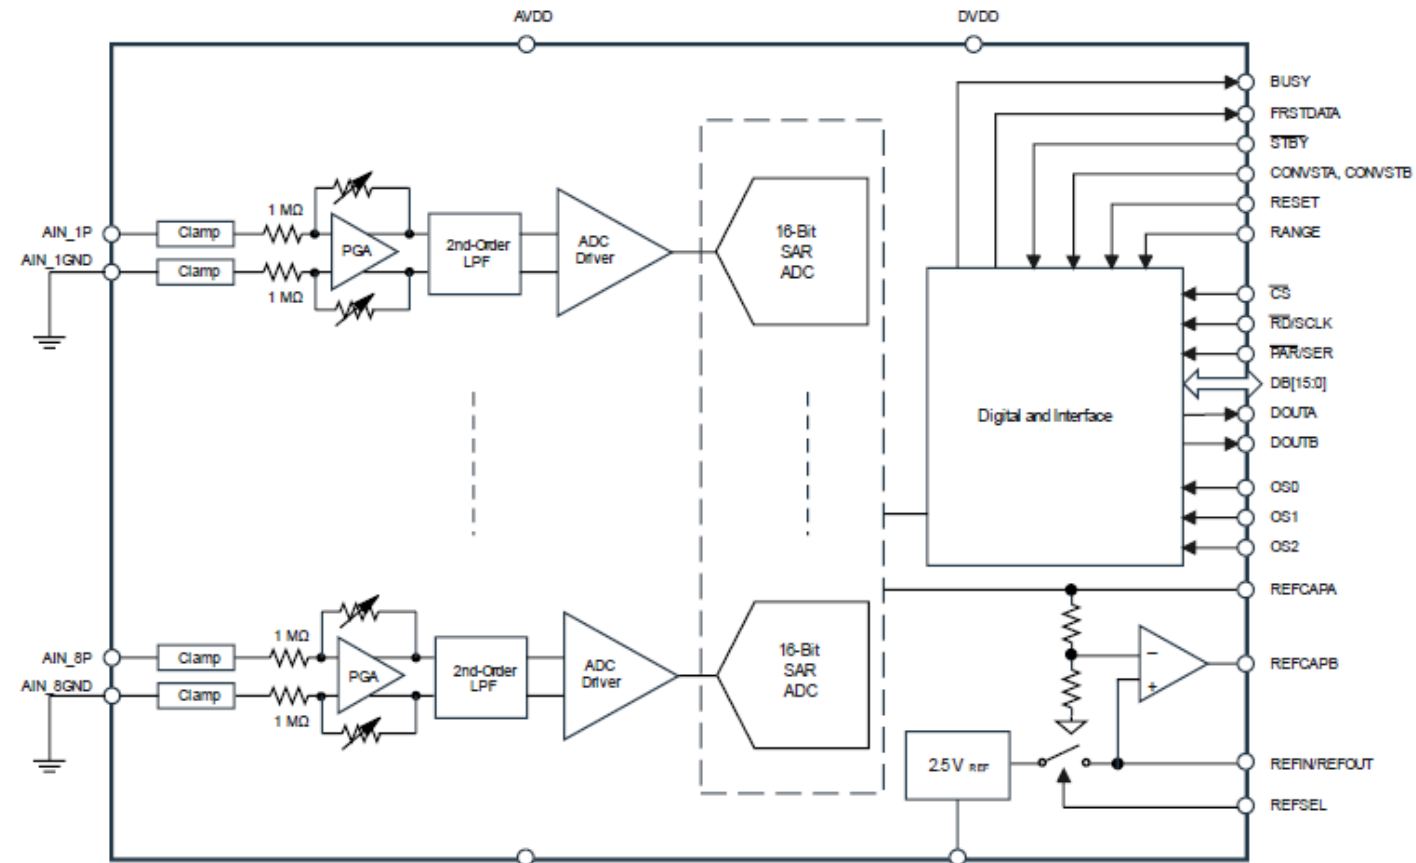 AVDD
DVDD
BUSY
FRSTDATA
STBY
CONVSTA, CONVSTB
RESET
RANGE
CS
RD/SCLK
PAR/SER
DB[15:0]
DOUTA
DOUTB
OS0
OS1
OS2
REFCAPA
REFCAPB
REFIN/REFOUT
REFSEL
AIN_1P
AIN_1GND
Clamp
Clamp
1 MΩ
1 MΩ
PGA
2nd-Order
LPF
ADC
Driver
16-Bit
SAR
ADC
Digital and Interface
AIN_8P
AIN_8GND
Clamp
Clamp
1 MΩ
1 MΩ
PGA
2nd-Order
LPF
ADC
Driver
16-Bit
SAR
ADC
−
+
2.5 V REF